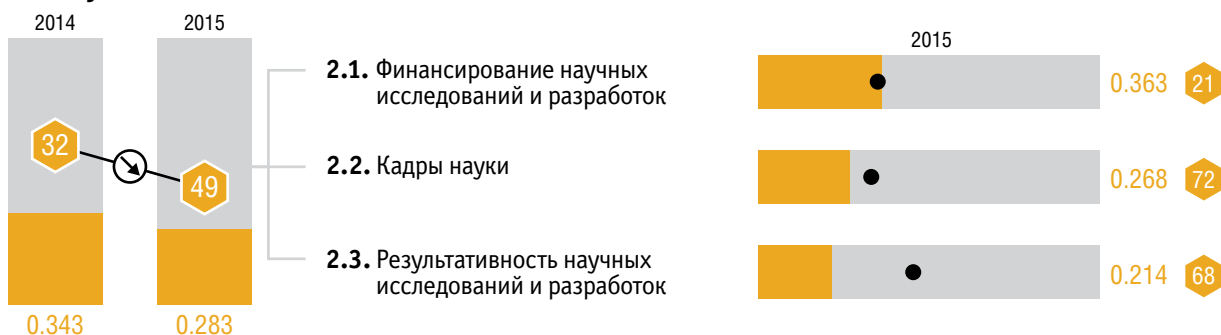 2014
2015
32
49
0.343
0.283
2.1. Финансирование научных
исследований и разработок
2.2. Кадры науки
2.3. Результативность научных
исследований и разработок
2015
0.363 21
0.268 72
0.214 68